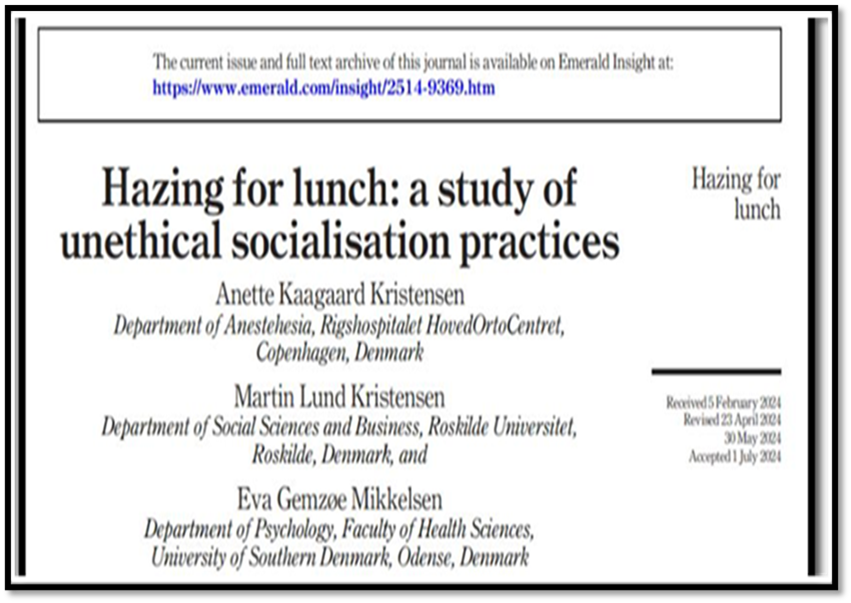 The current issue and full text archive of this journal is available on Emerald Insight at:
https://www.emerald.com/insight/2514-9369.htm
Hazing for lunch: a study of
unethical socialisation practices
Hazing for
lunch
Anette Kaagaard Kristensen
Department of Anestehesia, Rigshospitalet HovedOrtoCentret,
Copenhagen, Denmark
Martin Lund Kristensen
Department of Social Sciences and Business, Roskilde Universitet,
Roskilde, Denmark, and
Eva Gemzøe Mikkelsen
Department of Psychology, Faculty of Health Sciences,
University of Southern Denmark, Odense, Denmark
Received 5 February 2024
Revised 23 April 2024
30 May 2024
Accepted 1 July 2024